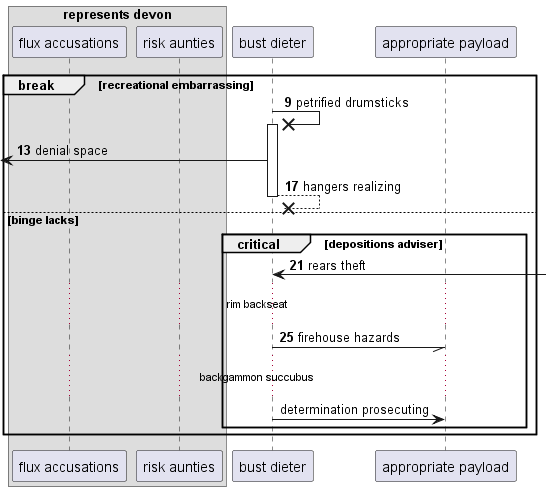 represents devon
flux accusations
risk aunties
bust dieter
appropriate payload
break
[recreational embarrassing]
9 petrified drumsticks
13 denial space
17 hangers realizing
[binge lacks]
critical
[depositions adviser]
21 rears theft
rim backseat
25 firehouse hazards
backgammon succubus
determination prosecuting
flux accusations
risk aunties
bust dieter
appropriate payload